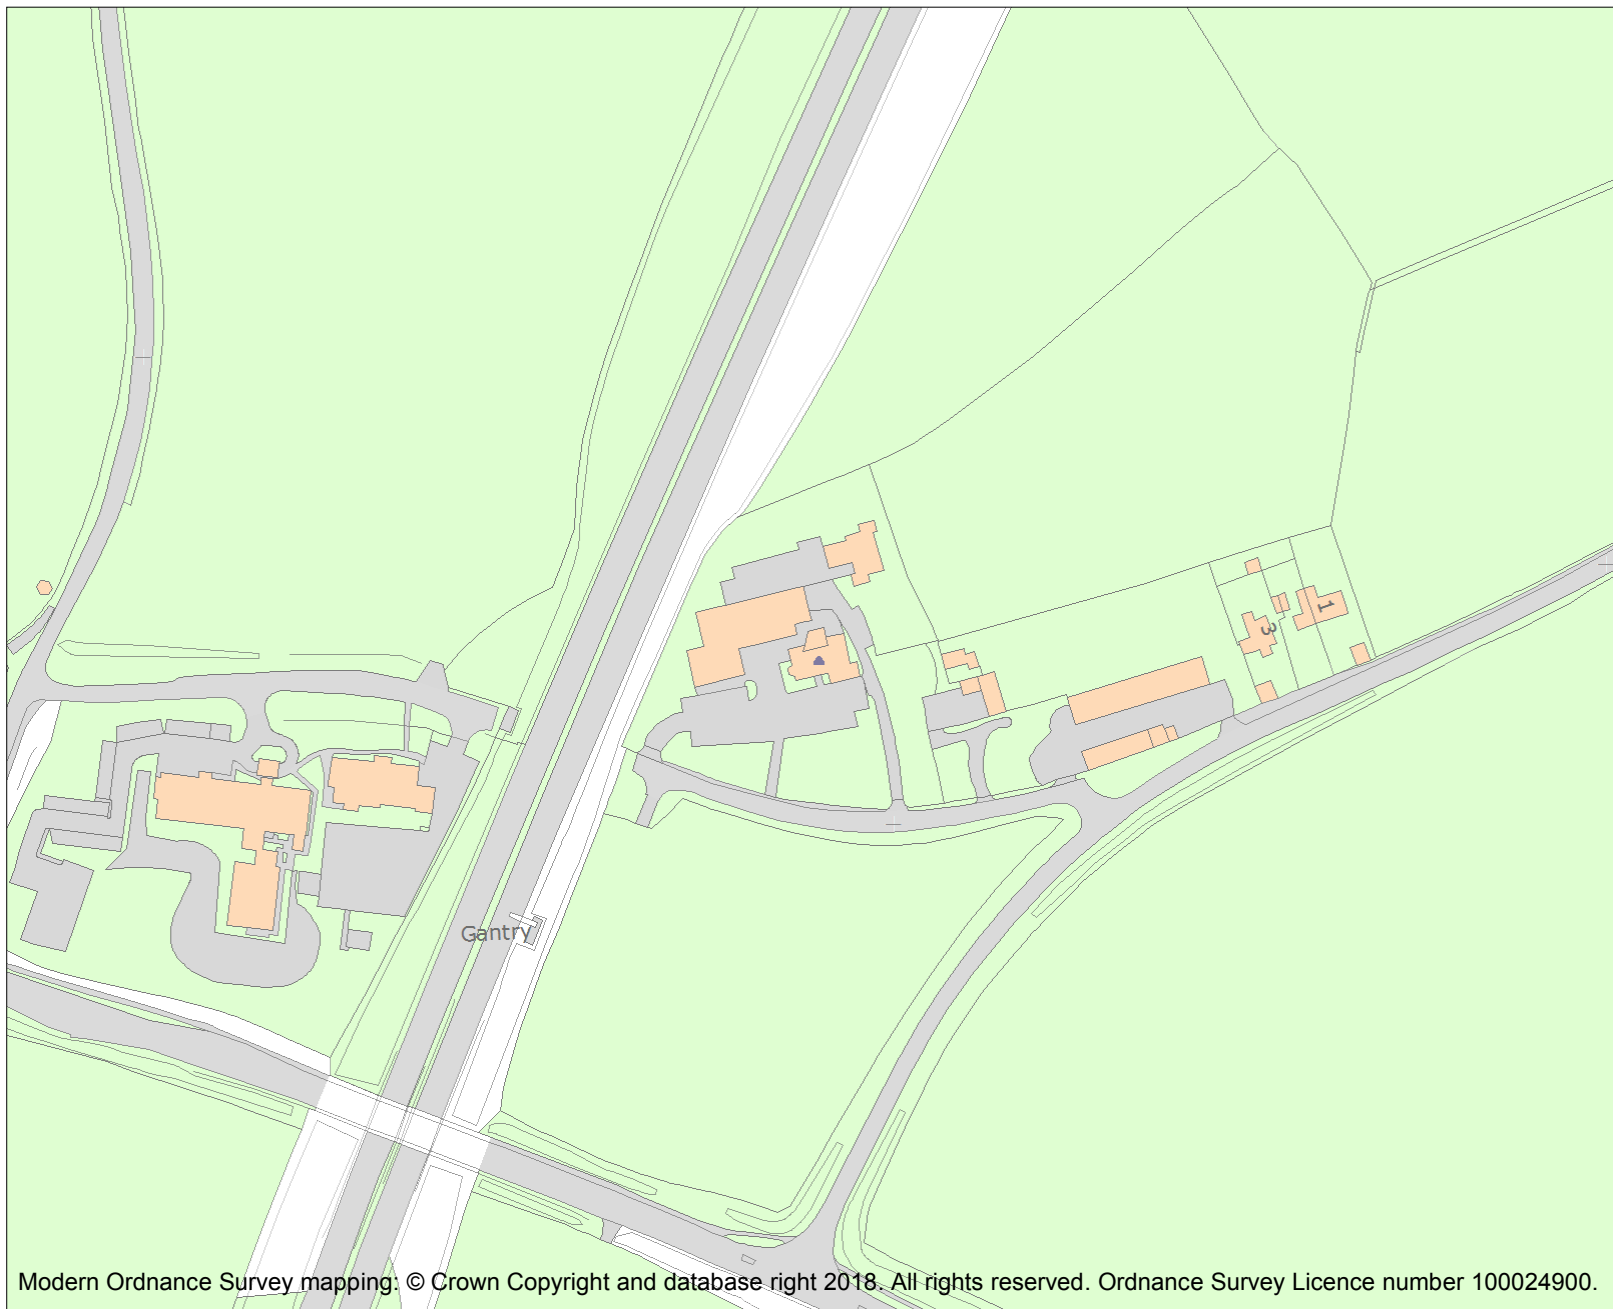 1
3
Gantry
Modern Ordnance Survey mapping: © Crown Copyright and database right 2018. All rights reserved. Ordnance Survey Licence number 100024900.